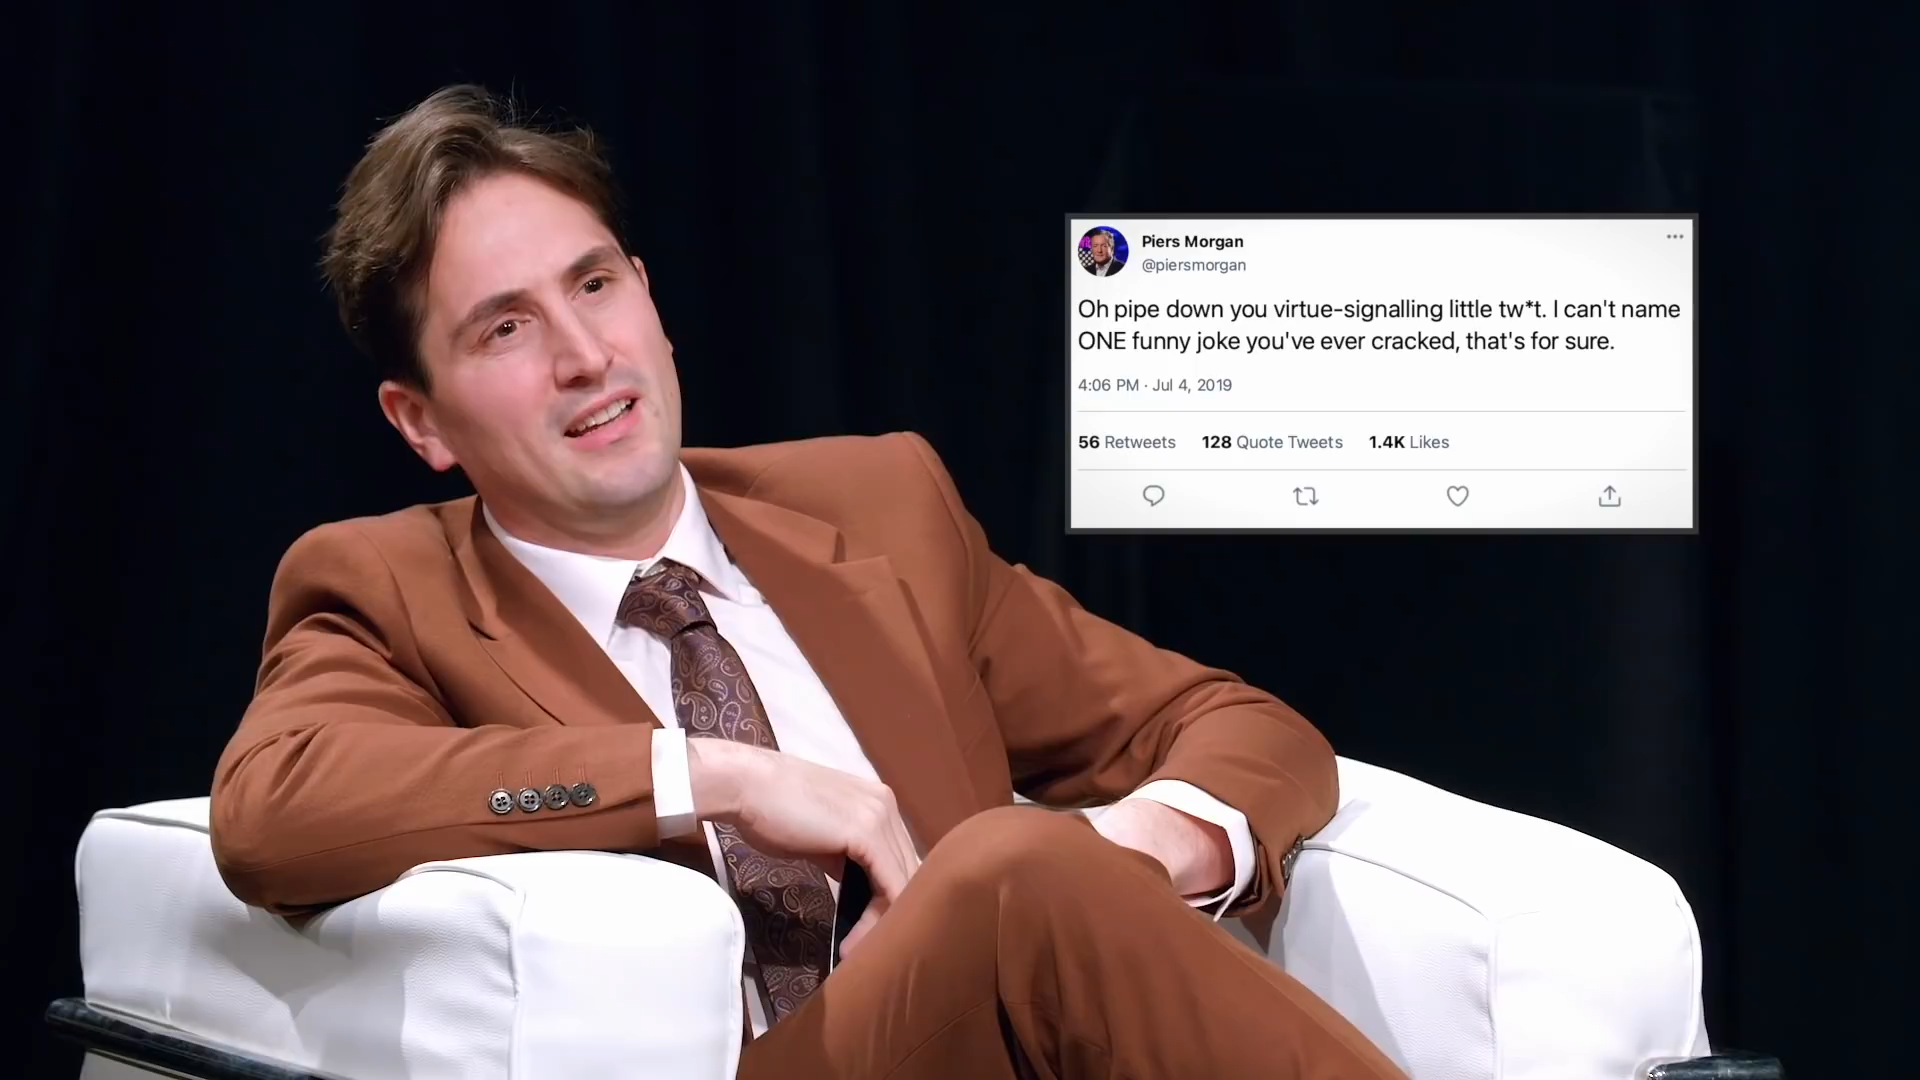 Piers Morgan
@piersmorgan
Oh pipe down you virtue-signalling little tw*t. I can't name
ONE funny joke you've ever cracked, that's for sure.
4:06 PM · Jul 4, 2019
56 Retweets 128 Quote Tweets 1.4K Likes